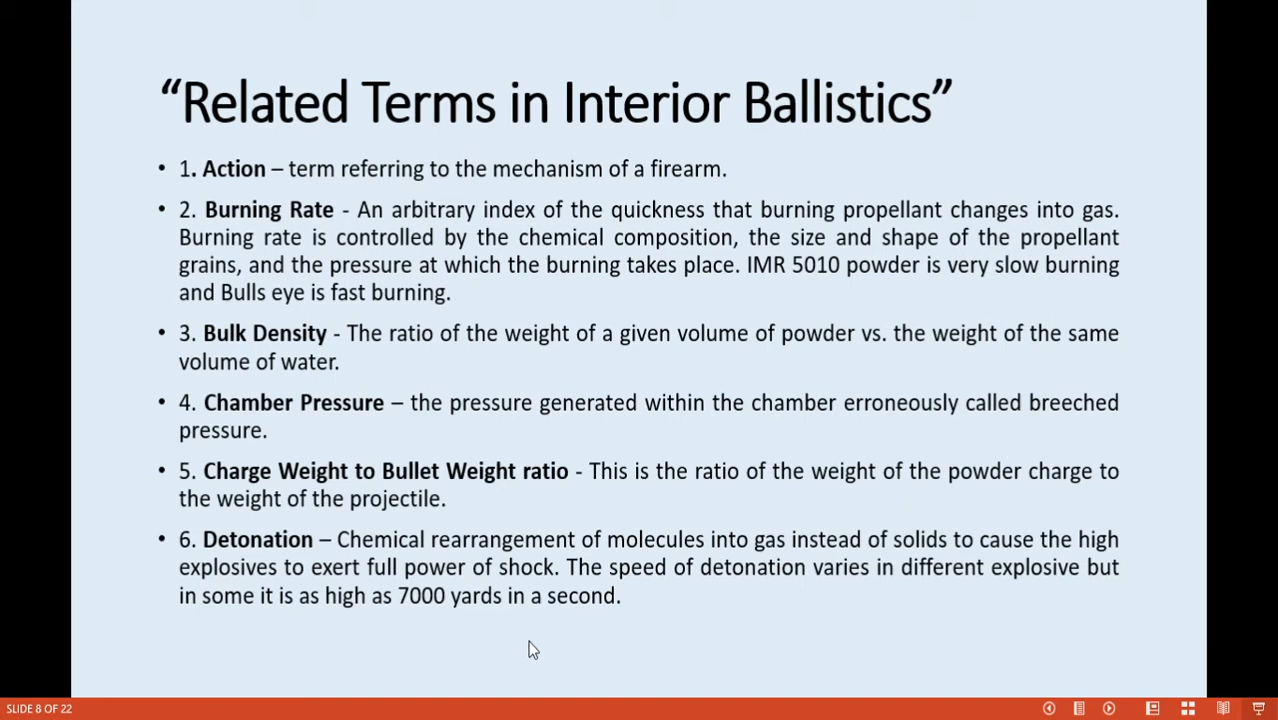 “Related Terms in Interior Ballistics”
• 1. Action – term referring to the mechanism of a firearm.
• 2. Burning Rate - An arbitrary index of the quickness that burning propellant changes into gas.
Burning rate is controlled by the chemical composition, the size and shape of the propellant
grains, and the pressure at which the burning takes place. IMR 5010 powder is very slow burning
and Bulls eye is fast burning.
• 3. Bulk Density - The ratio of the weight of a given volume of powder vs. the weight of the same
volume of water.
• 4. Chamber Pressure – the pressure generated within the chamber erroneously called breeched
pressure.
• 5. Charge Weight to Bullet Weight ratio - This is the ratio of the weight of the powder charge to
the weight of the projectile.
• 6. Detonation – Chemical rearrangement of molecules into gas instead of solids to cause the high
explosives to exert full power of shock. The speed of detonation varies in different explosive but
in some it is as high as 7000 yards in a second.
SLIDE 8 OF 22